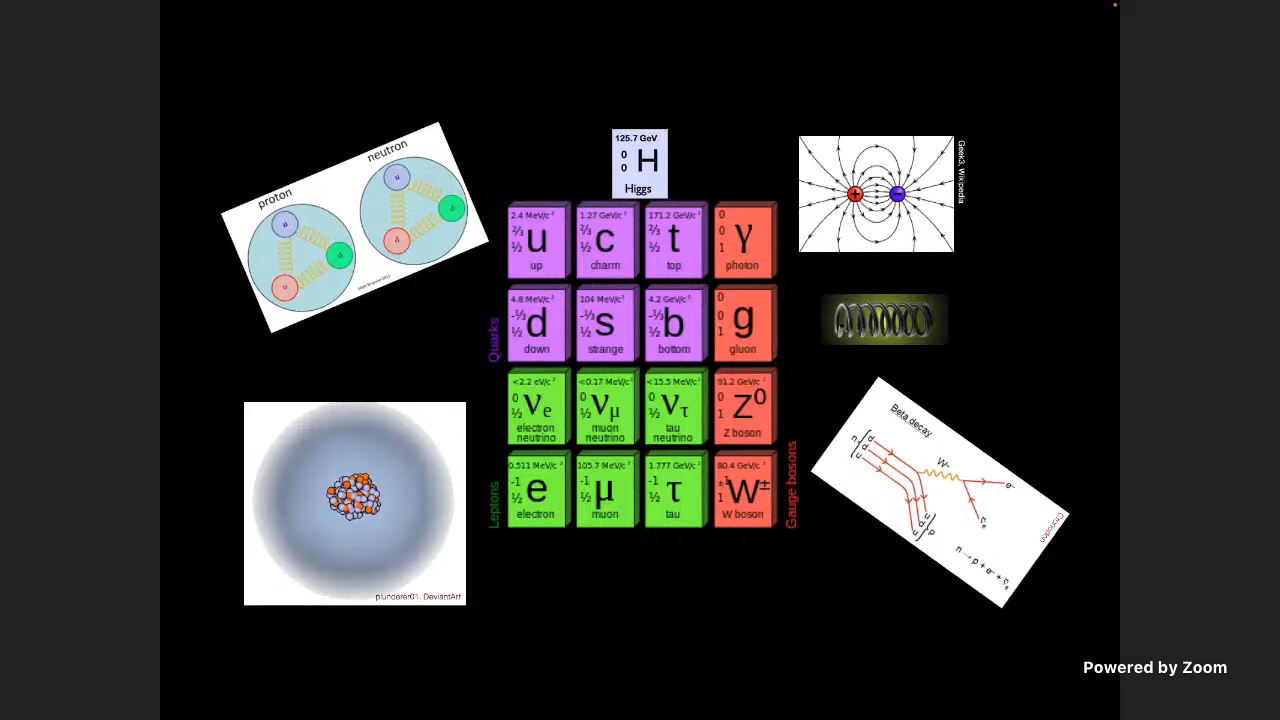 proton
neutron
u
d
u
u
d
d
125.7 GeV
0
0
H
Higgs
2.4 MeV/c²
⅔
½
u
up
1.27 GeV/c²
⅔
½
c
charm
171.2 GeV/c²
⅔
½
t
top
0
0
1
γ
photon
Quarks
4.8 MeV/c²
-⅓
½
d
down
104 MeV/c²
-⅓
½
s
strange
4.2 GeV/c²
-⅓
½
b
bottom
0
0
1
g
gluon
Leptons
<2.2 eV/c²
0
½
νe
electron
neutrino
<0.17 MeV/c²
0
½
νμ
muon
neutrino
<15.5 MeV/c²
0
½
ντ
tau
neutrino
91.2 GeV/c²
0
1
Z⁰
Z boson
0.511 MeV/c²
-1
½
e
electron
105.7 MeV/c²
-1
½
μ
muon
1.777 GeV/c²
-1
½
τ
tau
80.4 GeV/c²
±1
1
W±
W boson
Gauge bosons
+
-
Geek3, Wikipedia
Beta decay
n
d
d
u
W⁻
e⁻
ν̄e
u
d
u
p
n → p + e⁻ + ν̄e
plunderer01, DeviantArt
Powered by Zoom